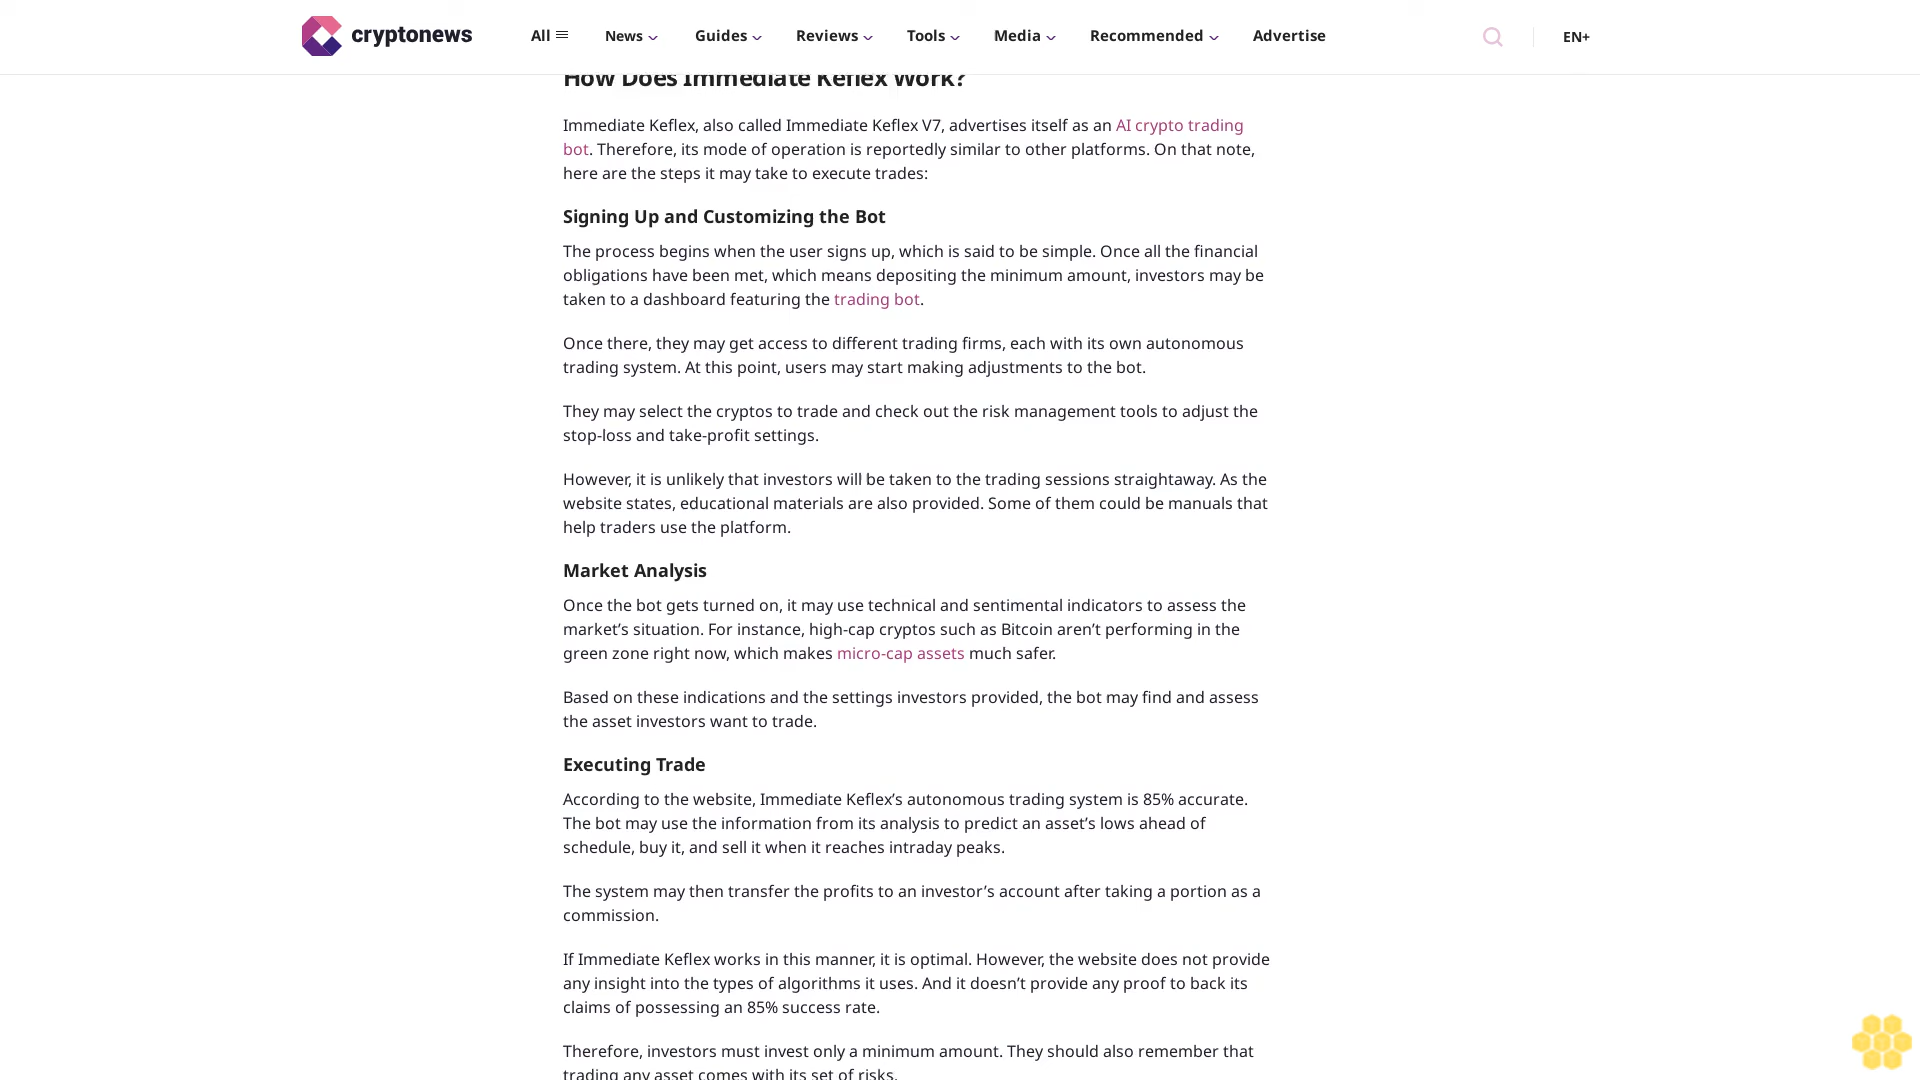 cryptonews
All
News
Guides
Reviews
Tools
Media
Recommended
Advertise
EN+
How Does Immediate Keflex Work?
Immediate Keflex, also called Immediate Keflex V7, advertises itself as an AI crypto trading
bot. Therefore, its mode of operation is reportedly similar to other platforms. On that note,
here are the steps it may take to execute trades:
Signing Up and Customizing the Bot
The process begins when the user signs up, which is said to be simple. Once all the financial
obligations have been met, which means depositing the minimum amount, investors may be
taken to a dashboard featuring the trading bot.
Once there, they may get access to different trading firms, each with its own autonomous
trading system. At this point, users may start making adjustments to the bot.
They may select the cryptos to trade and check out the risk management tools to adjust the
stop-loss and take-profit settings.
However, it is unlikely that investors will be taken to the trading sessions straightaway. As the
website states, educational materials are also provided. Some of them could be manuals that
help traders use the platform.
Market Analysis
Once the bot gets turned on, it may use technical and sentimental indicators to assess the
market’s situation. For instance, high-cap cryptos such as Bitcoin aren’t performing in the
green zone right now, which makes micro-cap assets much safer.
Based on these indications and the settings investors provided, the bot may find and assess
the asset investors want to trade.
Executing Trade
According to the website, Immediate Keflex’s autonomous trading system is 85% accurate.
The bot may use the information from its analysis to predict an asset’s lows ahead of
schedule, buy it, and sell it when it reaches intraday peaks.
The system may then transfer the profits to an investor’s account after taking a portion as a
commission.
If Immediate Keflex works in this manner, it is optimal. However, the website does not provide
any insight into the types of algorithms it uses. And it doesn’t provide any proof to back its
claims of possessing an 85% success rate.
Therefore, investors must invest only a minimum amount. They should also remember that
trading any asset comes with its set of risks.